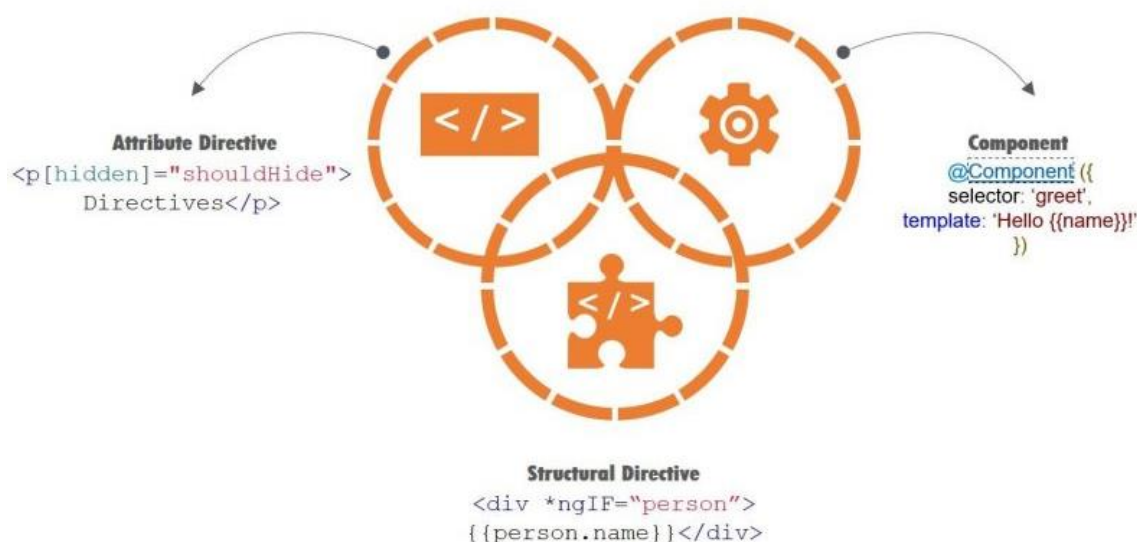 </>
Attribute Directive
<p[hidden]="shouldHide">
Directives</p>
Component
@Component ({
selector: ‘greet’,
template: ‘Hello {{name}}!’
})
</>
Structural Directive
<div *ngIF=“person”>
{{person.name}}</div>